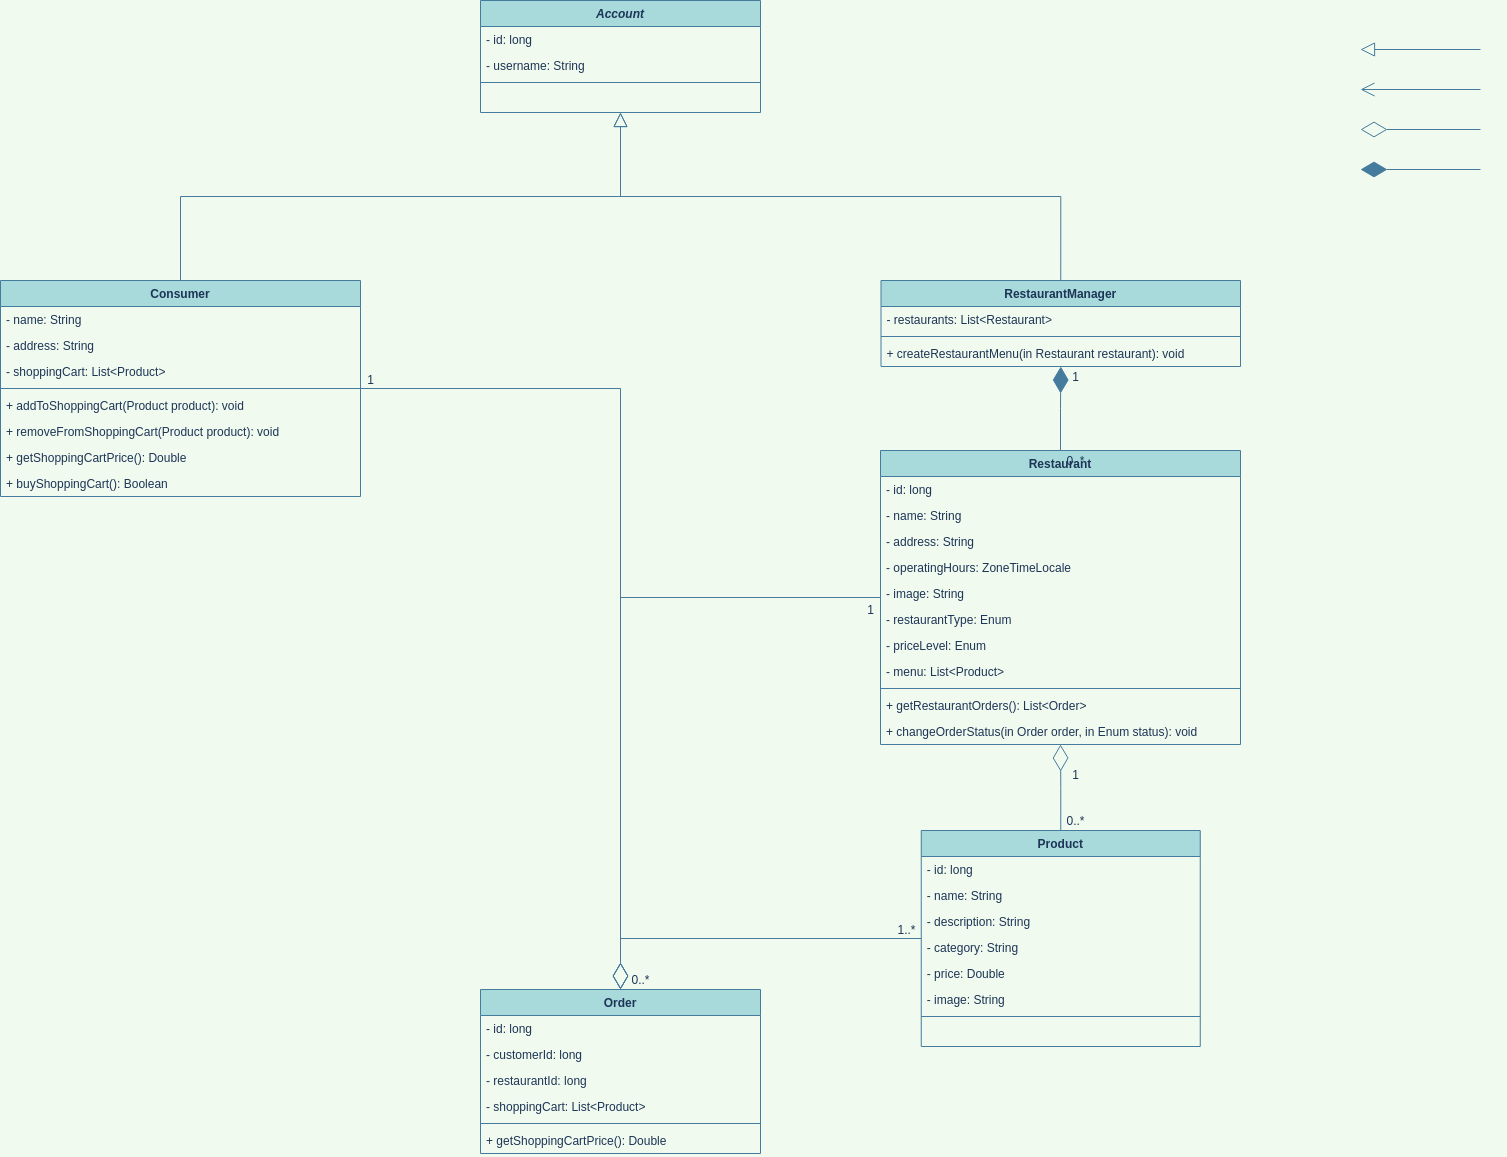 Account
- id: long
- username: String
Consumer
- name: String
- address: String
- shoppingCart: List<Product>
+ addToShoppingCart(Product product): void
+ removeFromShoppingCart(Product product): void
+ getShoppingCartPrice(): Double
+ buyShoppingCart(): Boolean
1
RestaurantManager
- restaurants: List<Restaurant>
+ createRestaurantMenu(in Restaurant restaurant): void
1
0..*
Restaurant
- id: long
- name: String
- address: String
- operatingHours: ZoneTimeLocale
- image: String
- restaurantType: Enum
- priceLevel: Enum
- menu: List<Product>
+ getRestaurantOrders(): List<Order>
+ changeOrderStatus(in Order order, in Enum status): void
1
1
0..*
Product
- id: long
- name: String
- description: String
- category: String
- price: Double
- image: String
1..*
0..*
Order
- id: long
- customerId: long
- restaurantId: long
- shoppingCart: List<Product>
+ getShoppingCartPrice(): Double